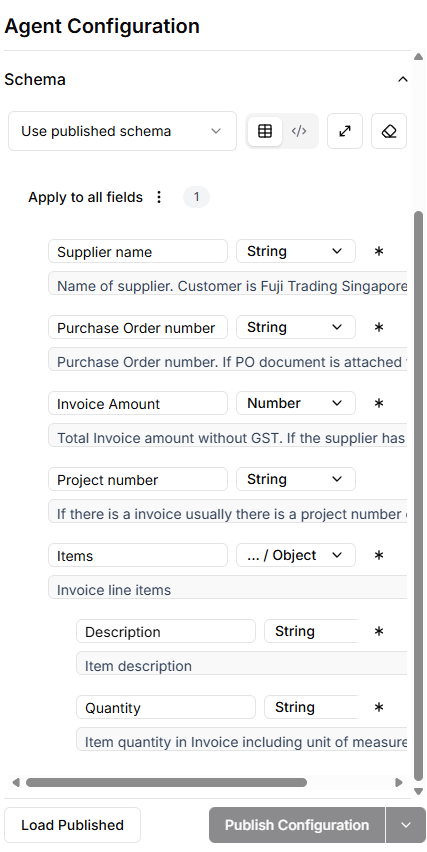 Agent Configuration
Schema
Use published schema
</>
Apply to all fields 1
Supplier name String *
Name of supplier. Customer is Fuji Trading Singapore
Purchase Order number String *
Purchase Order number. If PO document is attached
Invoice Amount Number *
Total Invoice amount without GST. If the supplier has
Project number String
If there is a invoice usually there is a project number
Items ... / Object *
Invoice line items
Description String *
Item description
Quantity String *
Item quantity in Invoice including unit of measure
Load Published Publish Configuration